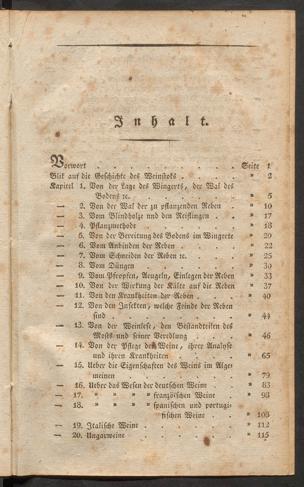 Inhalt.
Vorwort . . . . . . . . Seite 1
Blik auf die Geschichte des Weinstoks . . . . » 2
Kapitel 1. Von der Lage des Wingerts, der Wal des
Bodens ꝛc. . . . . . . . » 5
— 2. Von der Wal der zu pflanzenden Reben » 10
— 3. Vom Blindholze und den Reiflingen . » 17
— 4. Pflanzmethode . . . . . . » 18
— 5. Von der Bereitung des Bodens im Wingerte » 20
— 6. Vom Anbinden der Reben . . . . » 22
— 7. Vom Schneiden der Reben ꝛc. . . . » 25
— 8. Vom Düngen . . . . . . » 30
— 9. Vom Pfropfen, Aeugeln, Einlegen der Reben » 33
— 10. Von der Wirkung der Kälte auf die Reben » 37
— 11. Von den Krankheiten der Reben . . . » 40
— 12. Von den Insekten, welche Feinde der Reben
sind . . . . . . . . » 44
— 13. Von der Weinlese, den Bestandteilen des
Mosts und seiner Veredlung . . . » 46
— 14. Von der Pflege des Weine, ihrer Analyse
und ihren Krankheiten . . . . » 65
— 15. Ueber die Eigenschaften des Weins im Allge-
meinen . . . . . . . » 79
— 16. Ueber das Wesen der deutschen Weine . » 83
— 17. » » » » französischen Weine » 93
— 18. » » » » spanischen und portugi-
sischen Weine . . » 103
— 19. Italische Weine . . . . . » 112
— 20. Ungarweine . . . . . . » 115